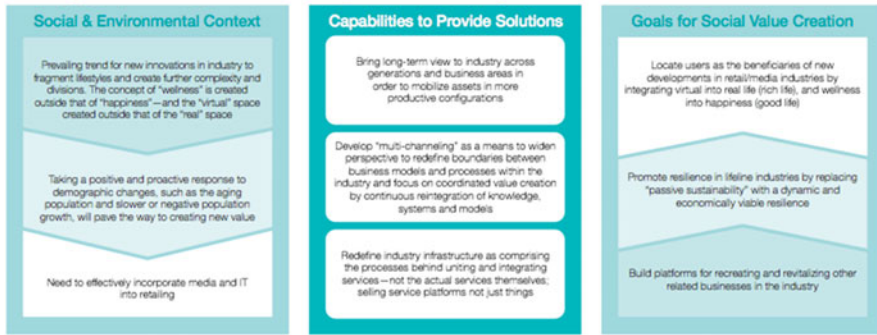 Social & Environmental Context
Prevailing trend for new innovations in industry to
fragment lifestyles and create further complexity and
divisions. The concept of "wellness" is created
outside that of "happiness"—and the "virtual" space
created outside that of the "real" space
Taking a positive and proactive response to
demographic changes, such as the aging
population and slower or negative population
growth, will pave the way to creating new value
Need to effectively incorporate media and IT
into retailing
Capabilities to Provide Solutions
Bring long-term view to industry across
generations and business areas in
order to mobilize assets in more
productive configurations
Develop "multi-channeling" as a means to widen
perspective to redefine boundaries between
business models and processes within the
industry and focus on coordinated value creation
by continuous reintegration of knowledge,
systems and models
Redefine industry infrastructure as comprising
the processes behind uniting and integrating
services—not the actual services themselves;
selling service platforms not just things
Goals for Social Value Creation
Locate users as the beneficiaries of new
developments in retail/media industries by
integrating virtual into real life (rich life), and wellness
into happiness (good life)
Promote resilience in lifeline industries by replacing
"passive sustainability" with a dynamic and
economically viable resilience
Build platforms for recreating and revitalizing other
related businesses in the industry